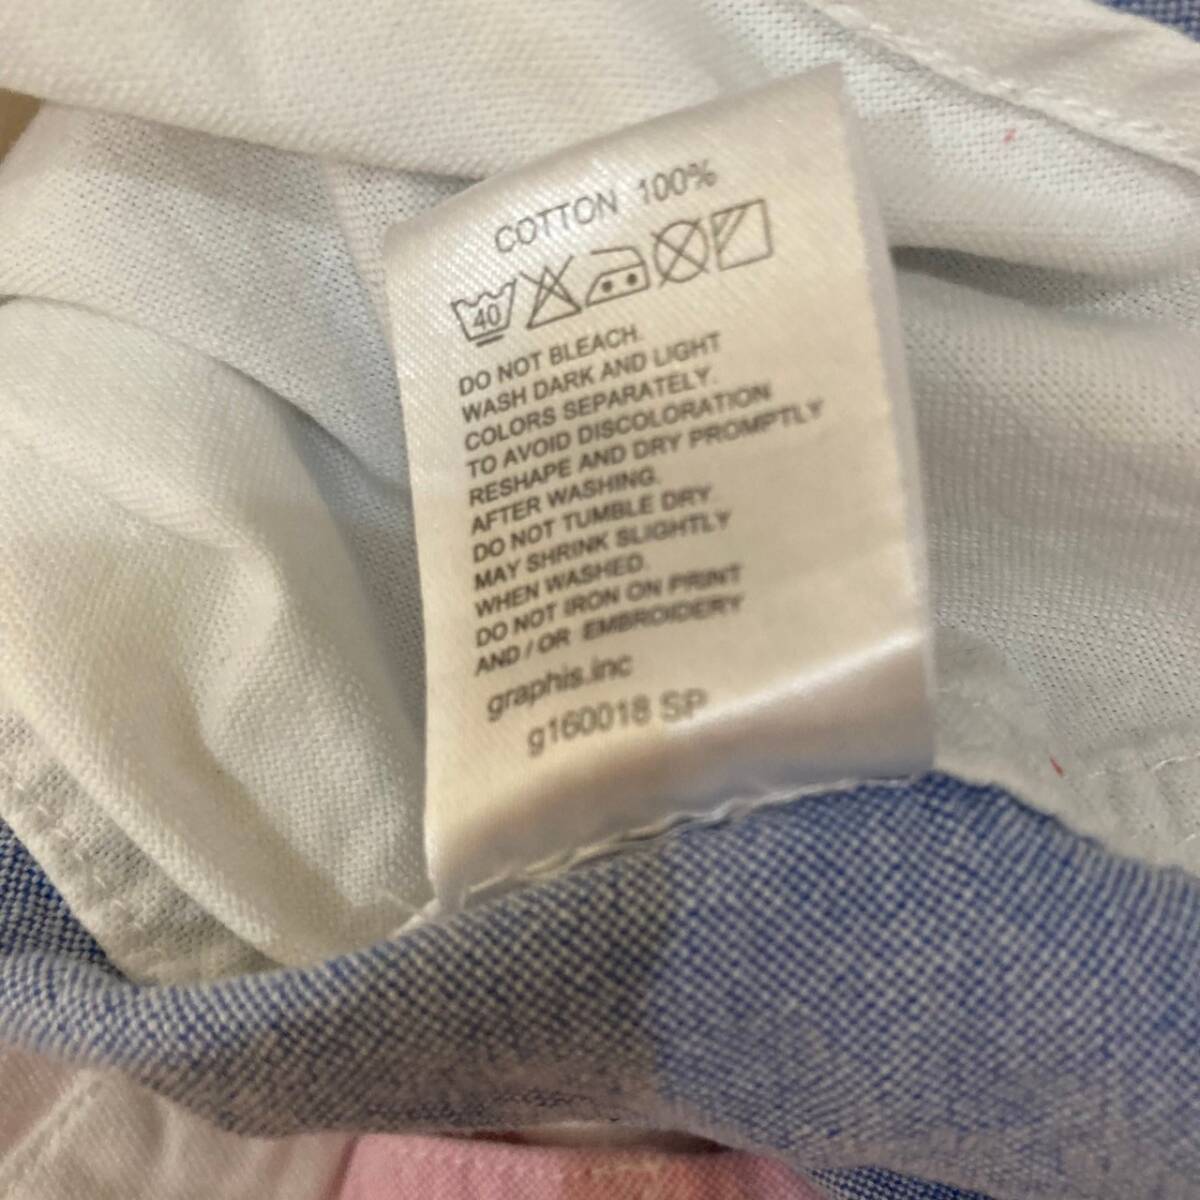 COTTON 100%
40
DO NOT BLEACH.
WASH DARK AND LIGHT
COLORS SEPARATELY.
TO AVOID DISCOLORATION
RESHAPE AND DRY PROMPTLY
AFTER WASHING.
DO NOT TUMBLE DRY
MAY SHRINK SLIGHTLY
WHEN WASHED.
DO NOT IRON ON PRINT
AND / OR EMBROIDERY
graphis.inc
g160018 SP